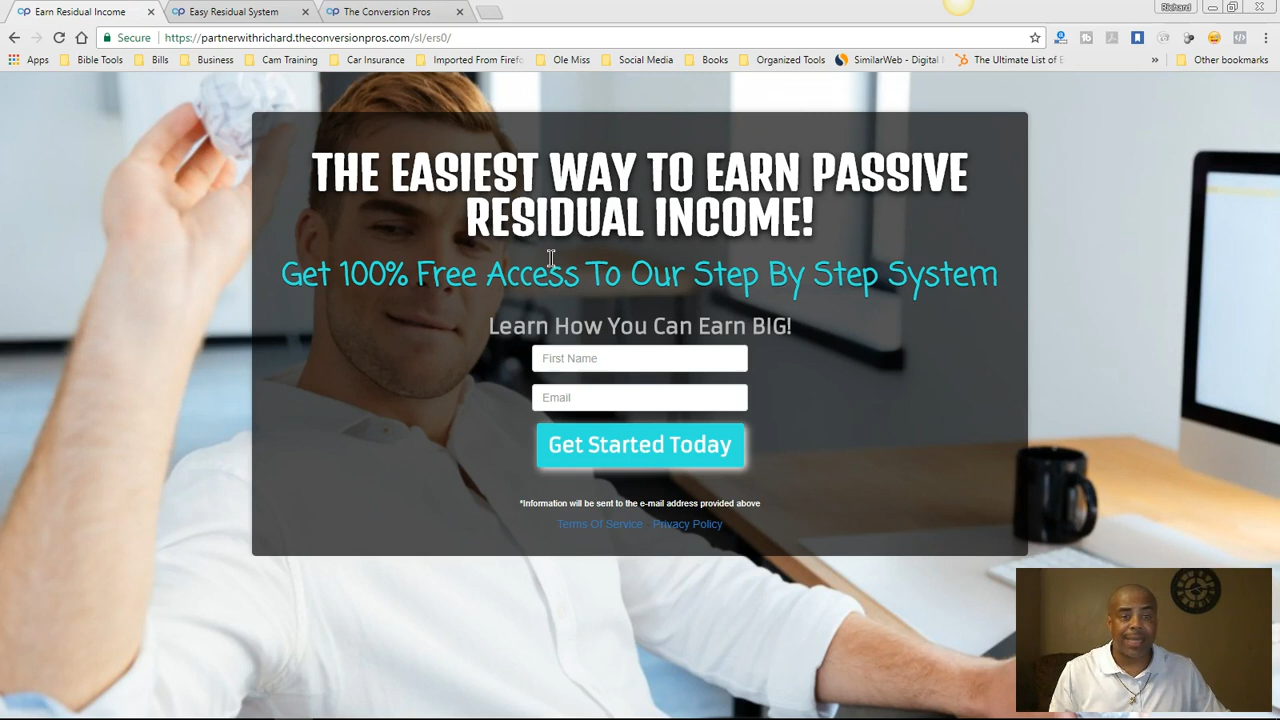 Earn Residual Income
Easy Residual System
The Conversion Pros
Richard
Secure
https://partnerwithrichard.theconversionpros.com/sl/ers0/
Apps
Bible Tools
Bills
Business
Cam Training
Car Insurance
Imported From Firef
Ole Miss
Social Media
Books
Organized Tools
SimilarWeb - Digital
The Ultimate List of
»
Other bookmarks
THE EASIEST WAY TO EARN PASSIVE
RESIDUAL INCOME!
Get 100% Free Access To Our Step By Step System
Learn How You Can Earn BIG!
First Name
Email
Get Started Today
*Information will be sent to the e-mail address provided above
Terms Of Service - Privacy Policy